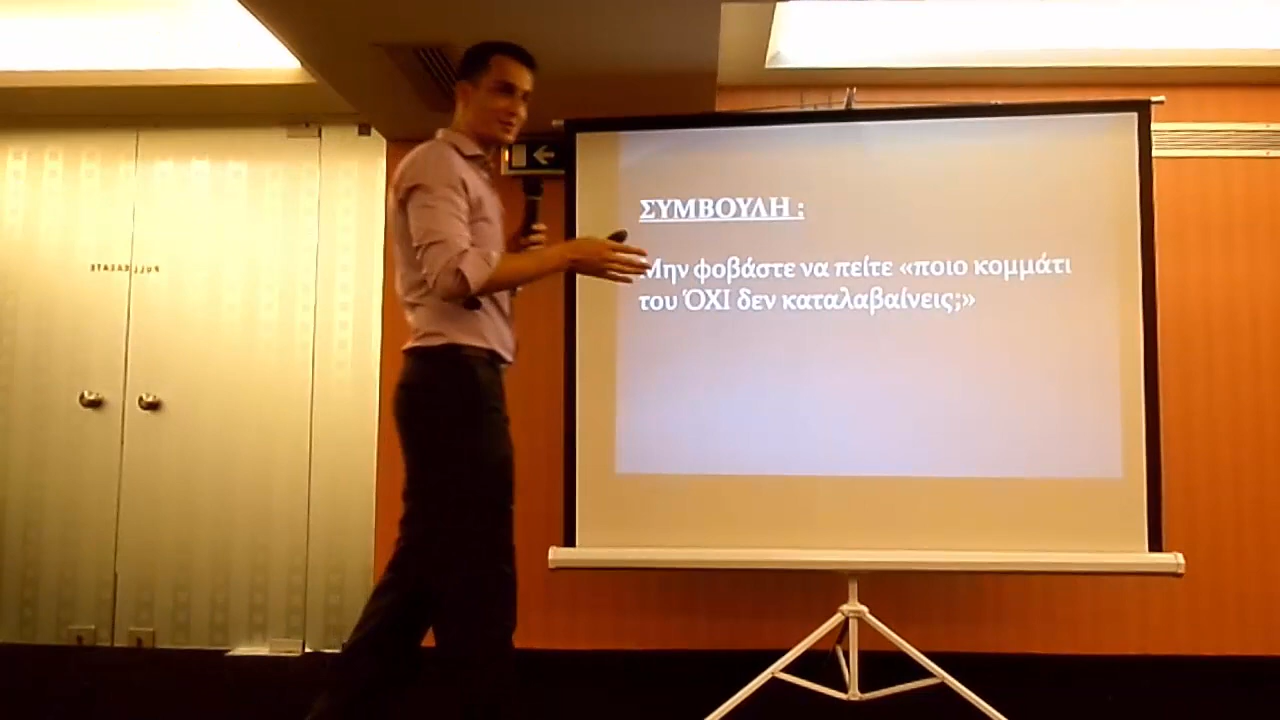 ΣΥΜΒΟΥΛΗ :
Μην φοβάστε να πείτε «ποιο κομμάτι
του ΌΧΙ δεν καταλαβαίνεις;»